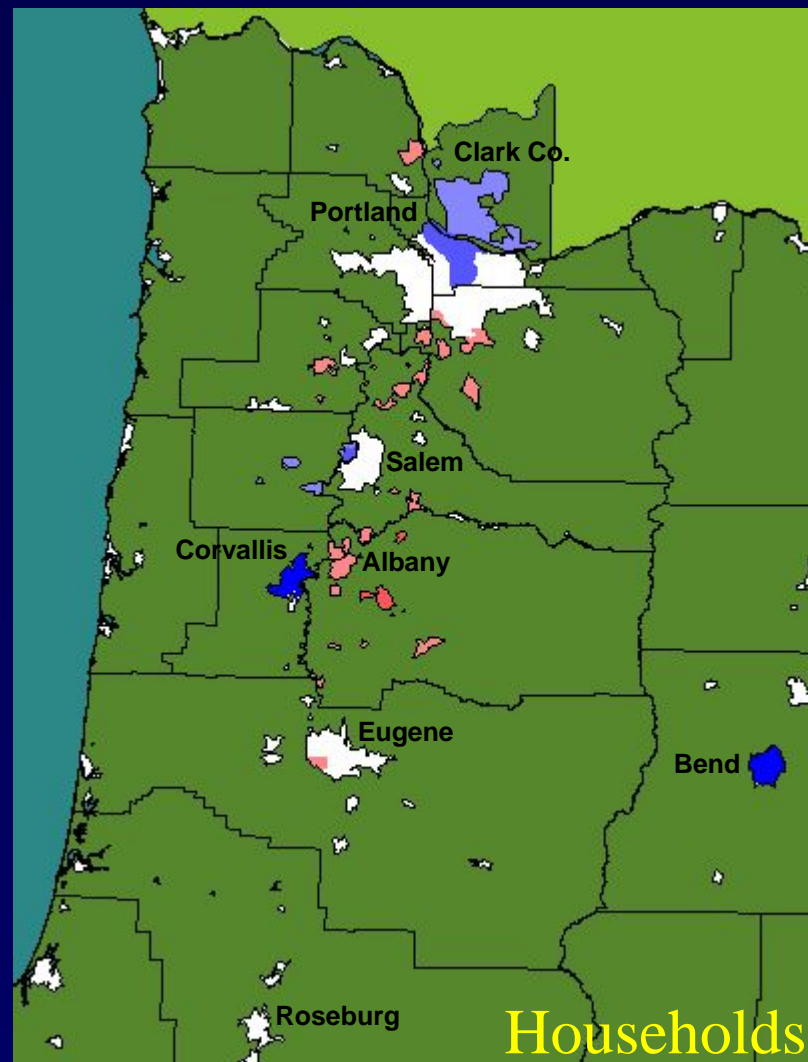 Clark Co.
Portland
Salem
Corvallis
Albany
Eugene
Bend
Roseburg
Households